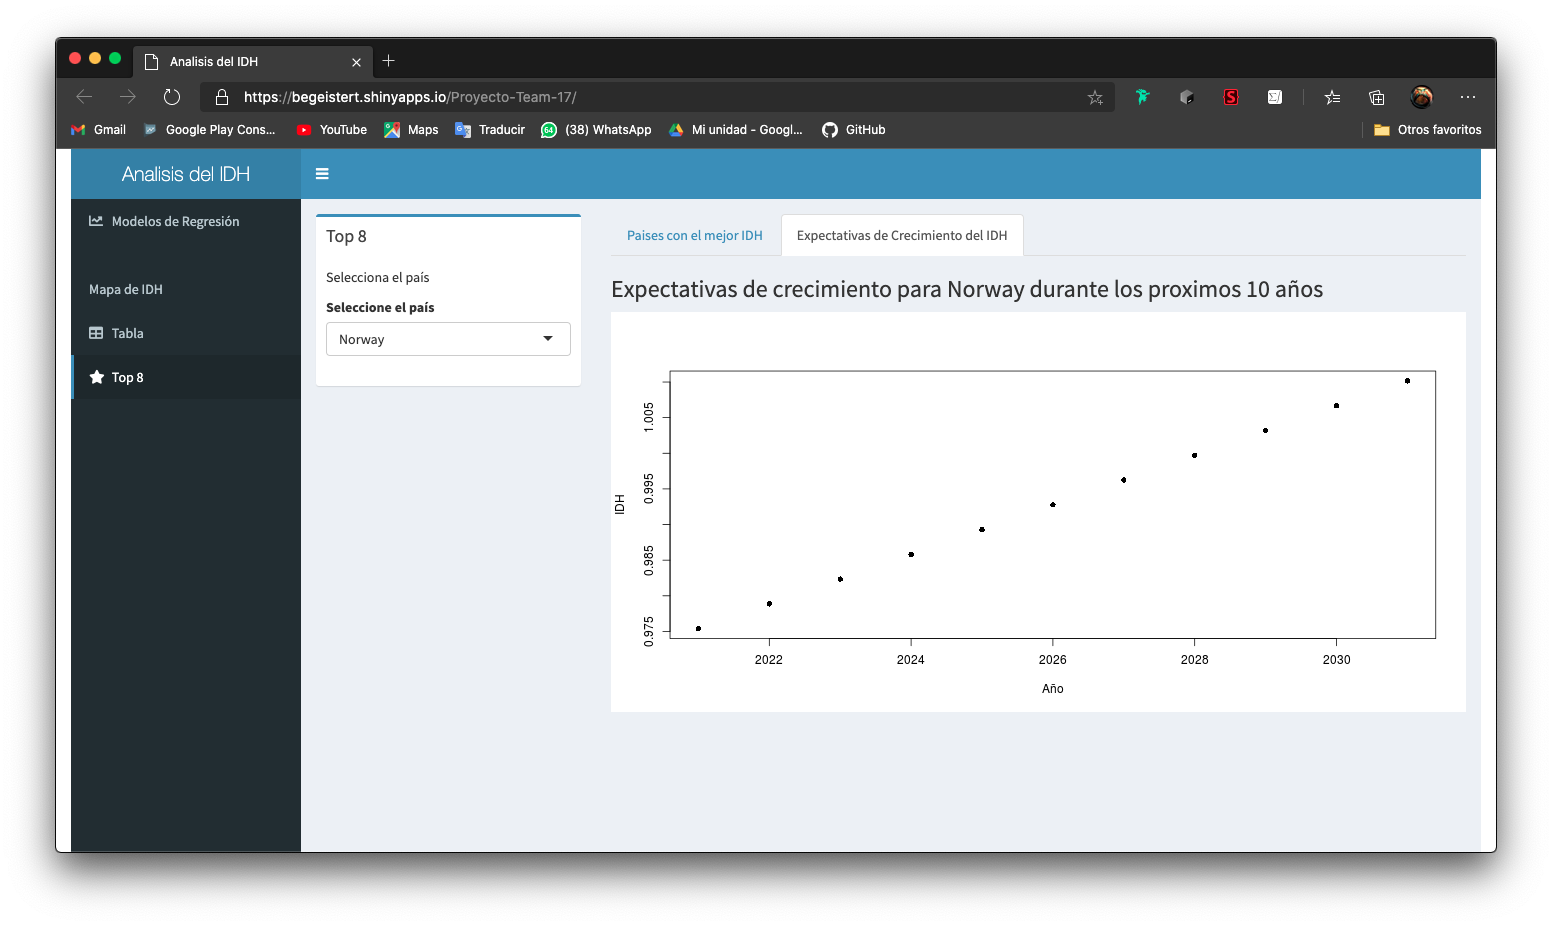 Analisis del IDH
https://begeistert.shinyapps.io/Proyecto-Team-17/
Gmail
Google Play Cons...
YouTube
Maps
Traducir
64
(38) WhatsApp
Mi unidad - Googl...
GitHub
Otros favoritos
Analisis del IDH
Modelos de Regresión
Mapa de IDH
Tabla
Top 8
Top 8
Selecciona el país
Seleccione el país
Norway
Paises con el mejor IDH
Expectativas de Crecimiento del IDH
Expectativas de crecimiento para Norway durante los proximos 10 años
IDH
1.005
0.995
0.985
0.975
2022
2024
2026
2028
2030
Año